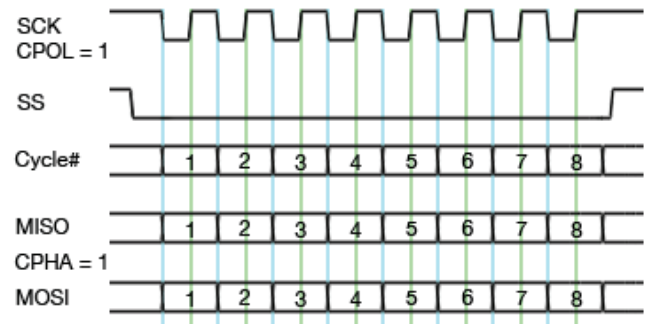 SCK
CPOL = 1
SS
Cycle# 1 2 3 4 5 6 7 8
MISO 1 2 3 4 5 6 7 8
CPHA = 1
MOSI 1 2 3 4 5 6 7 8